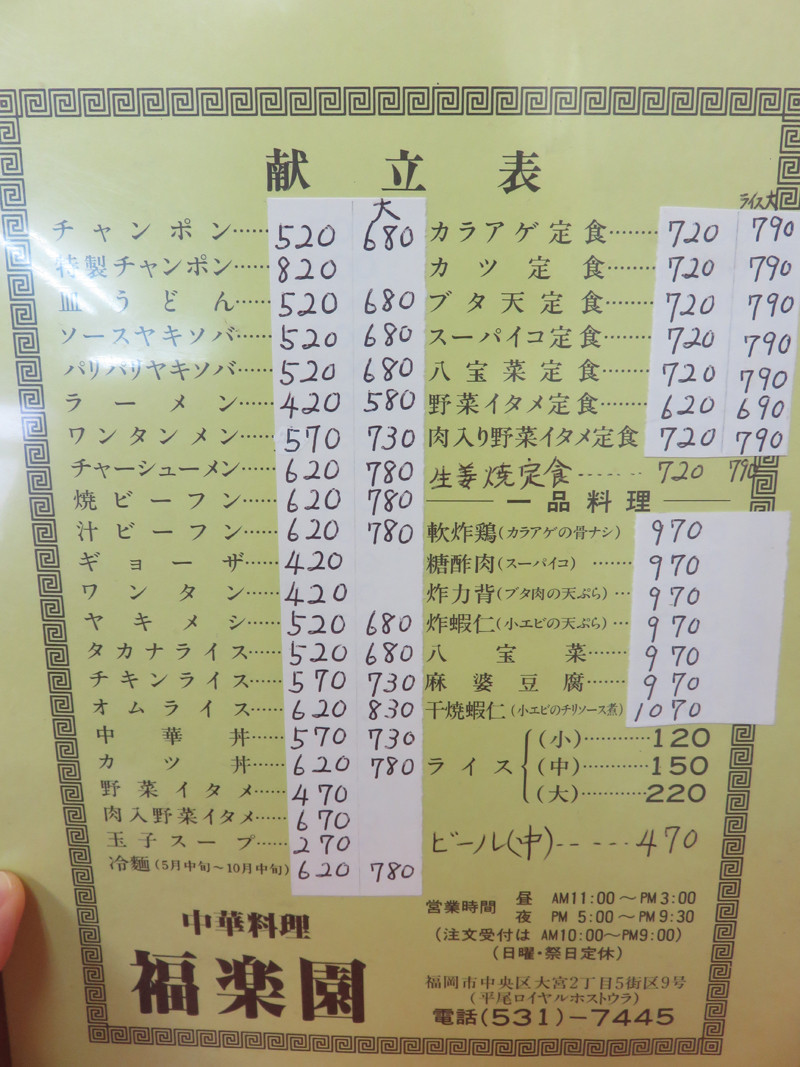 献立表
大
チャンポン……520 680
特製チャンポン……820
皿うどん……520 680
ソースヤキソバ……520 680
パリパリヤキソバ……520 680
ラーメン……420 580
ワンタンメン……570 730
チャーシューメン……620 780
焼ビーフン……620 780
汁ビーフン……620 780
ギョーザ……420
ワンタン……420
ヤキメシ……520 680
タカナライス……520 680
チキンライス……570 730
オムライス……620 830
中華丼……570 730
カツ丼……620 780
野菜イタメ……470
肉入野菜イタメ……670
玉子スープ……270
冷麺(5月中旬～10月中旬) 620 780
ライス大
カラアゲ定食……720 790
カツ定食……720 790
ブタ天定食……720 790
スーパイコ定食……720 790
八宝菜定食……720 790
野菜イタメ定食……620 690
肉入り野菜イタメ定食 720 790
生姜焼定食------720 790
一品料理
軟炸鶏(カラアゲの骨ナシ) 970
糖酢肉(スーパイコ)……970
炸力背(ブタ肉の天ぷら)…970
炸蝦仁(小エビの天ぷら)…970
八宝菜……970
麻婆豆腐……970
干焼蝦仁(小エビのチリソース煮) 1070
ライス
(小)…………120
(中)…………150
(大)…………220
ビール(中)------470
営業時間 昼 AM11:00～PM3:00
夜 PM 5:00～PM9:30
(注文受付は AM10:00～PM9:00)
(日曜・祭日定休)
中華料理
福楽園
福岡市中央区大宮2丁目5街区9号
(平尾ロイヤルホストウラ)
電話(531)-7445